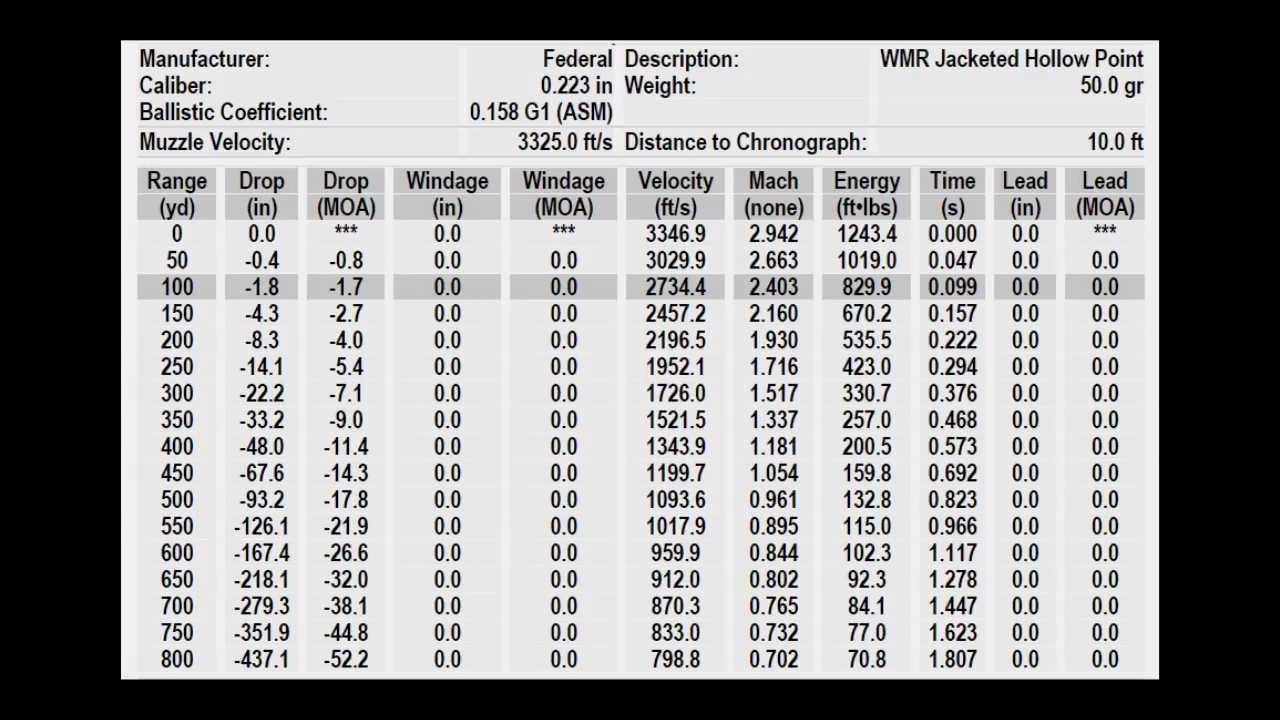 Manufacturer: Federal Description: WMR Jacketed Hollow Point
Caliber: 0.223 in Weight: 50.0 gr
Ballistic Coefficient: 0.158 G1 (ASM)
Muzzle Velocity: 3325.0 ft/s Distance to Chronograph: 10.0 ft
Range Drop Drop Windage Windage Velocity Mach Energy Time Lead Lead
(yd) (in) (MOA) (in) (MOA) (ft/s) (none) (ft•lbs) (s) (in) (MOA)
0 0.0 *** 0.0 *** 3346.9 2.942 1243.4 0.000 0.0 ***
50 -0.4 -0.8 0.0 0.0 3029.9 2.663 1019.0 0.047 0.0 0.0
100 -1.8 -1.7 0.0 0.0 2734.4 2.403 829.9 0.099 0.0 0.0
150 -4.3 -2.7 0.0 0.0 2457.2 2.160 670.2 0.157 0.0 0.0
200 -8.3 -4.0 0.0 0.0 2196.5 1.930 535.5 0.222 0.0 0.0
250 -14.1 -5.4 0.0 0.0 1952.1 1.716 423.0 0.294 0.0 0.0
300 -22.2 -7.1 0.0 0.0 1726.0 1.517 330.7 0.376 0.0 0.0
350 -33.2 -9.0 0.0 0.0 1521.5 1.337 257.0 0.468 0.0 0.0
400 -48.0 -11.4 0.0 0.0 1343.9 1.181 200.5 0.573 0.0 0.0
450 -67.6 -14.3 0.0 0.0 1199.7 1.054 159.8 0.692 0.0 0.0
500 -93.2 -17.8 0.0 0.0 1093.6 0.961 132.8 0.823 0.0 0.0
550 -126.1 -21.9 0.0 0.0 1017.9 0.895 115.0 0.966 0.0 0.0
600 -167.4 -26.6 0.0 0.0 959.9 0.844 102.3 1.117 0.0 0.0
650 -218.1 -32.0 0.0 0.0 912.0 0.802 92.3 1.278 0.0 0.0
700 -279.3 -38.1 0.0 0.0 870.3 0.765 84.1 1.447 0.0 0.0
750 -351.9 -44.8 0.0 0.0 833.0 0.732 77.0 1.623 0.0 0.0
800 -437.1 -52.2 0.0 0.0 798.8 0.702 70.8 1.807 0.0 0.0